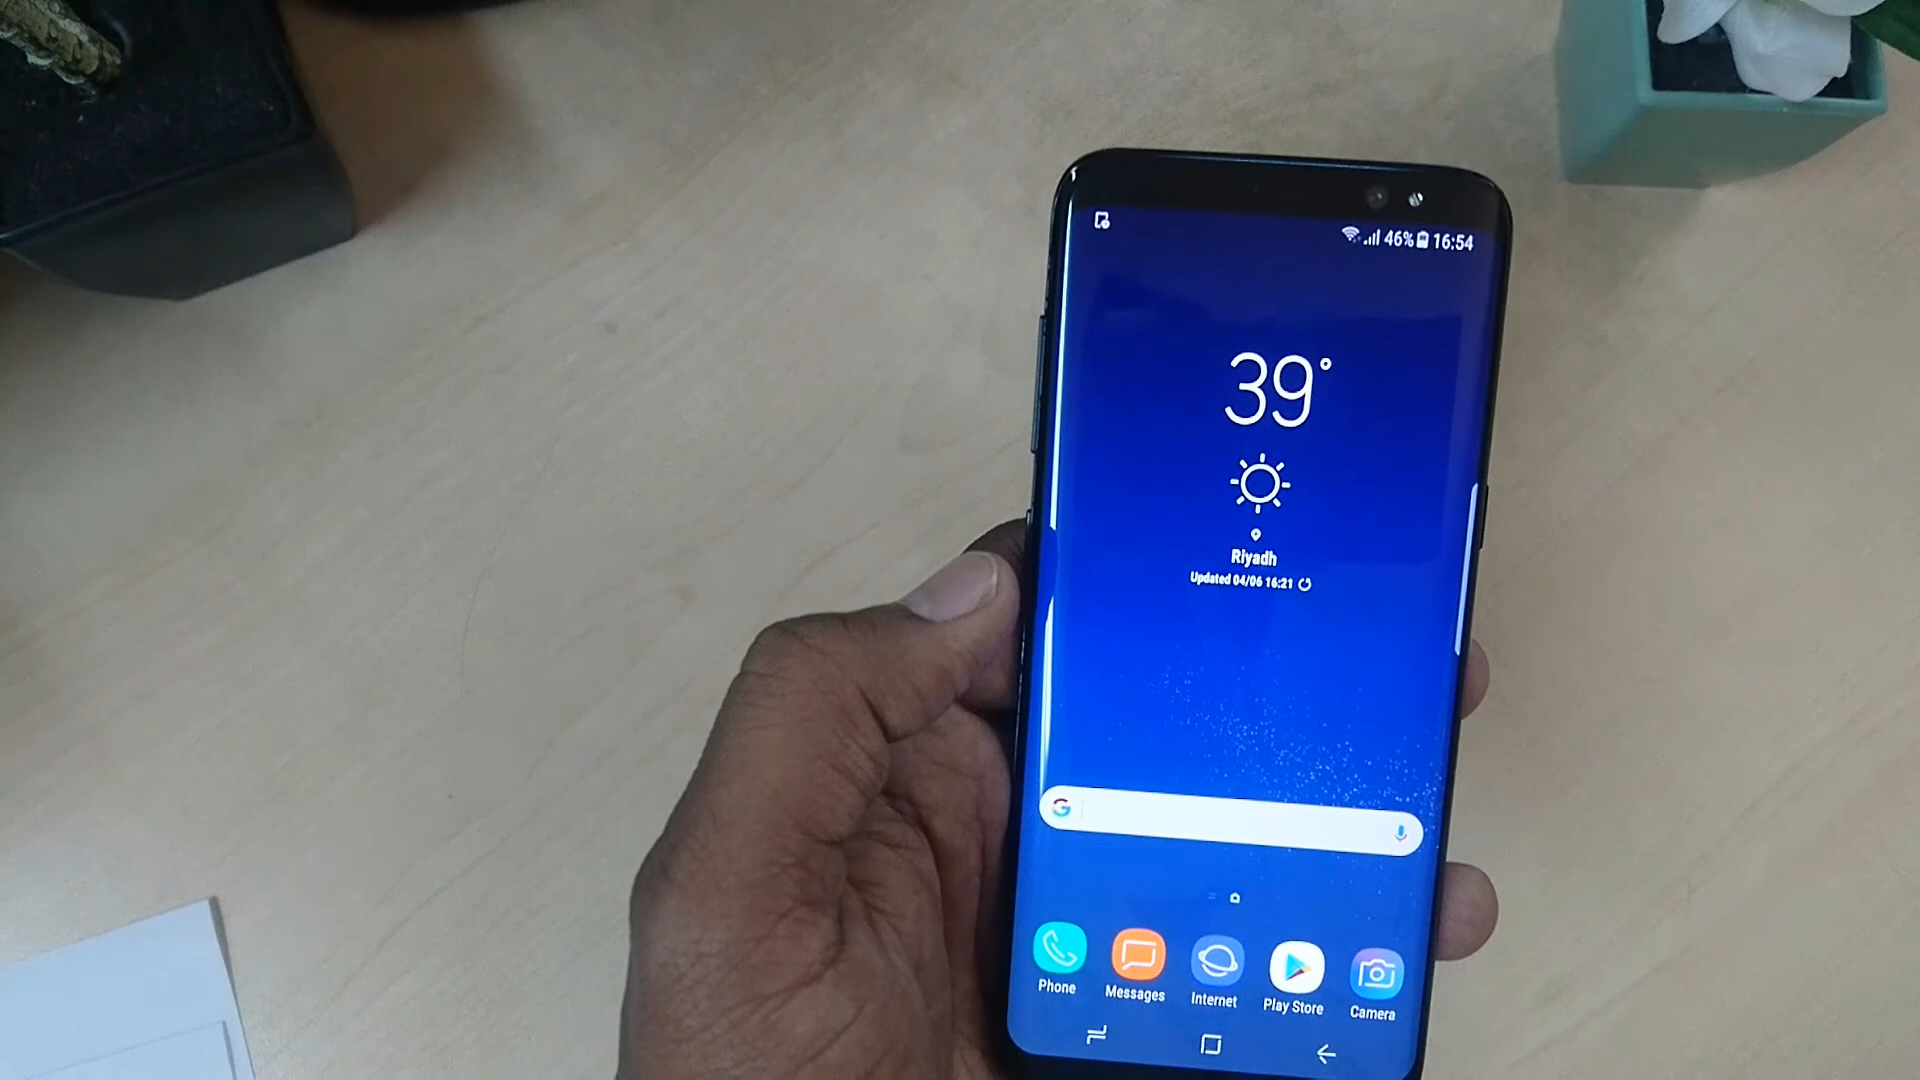 46% 16:54
39°
Riyadh
Updated 04/06 16:21
G
Phone
Messages
Internet
Play Store
Camera